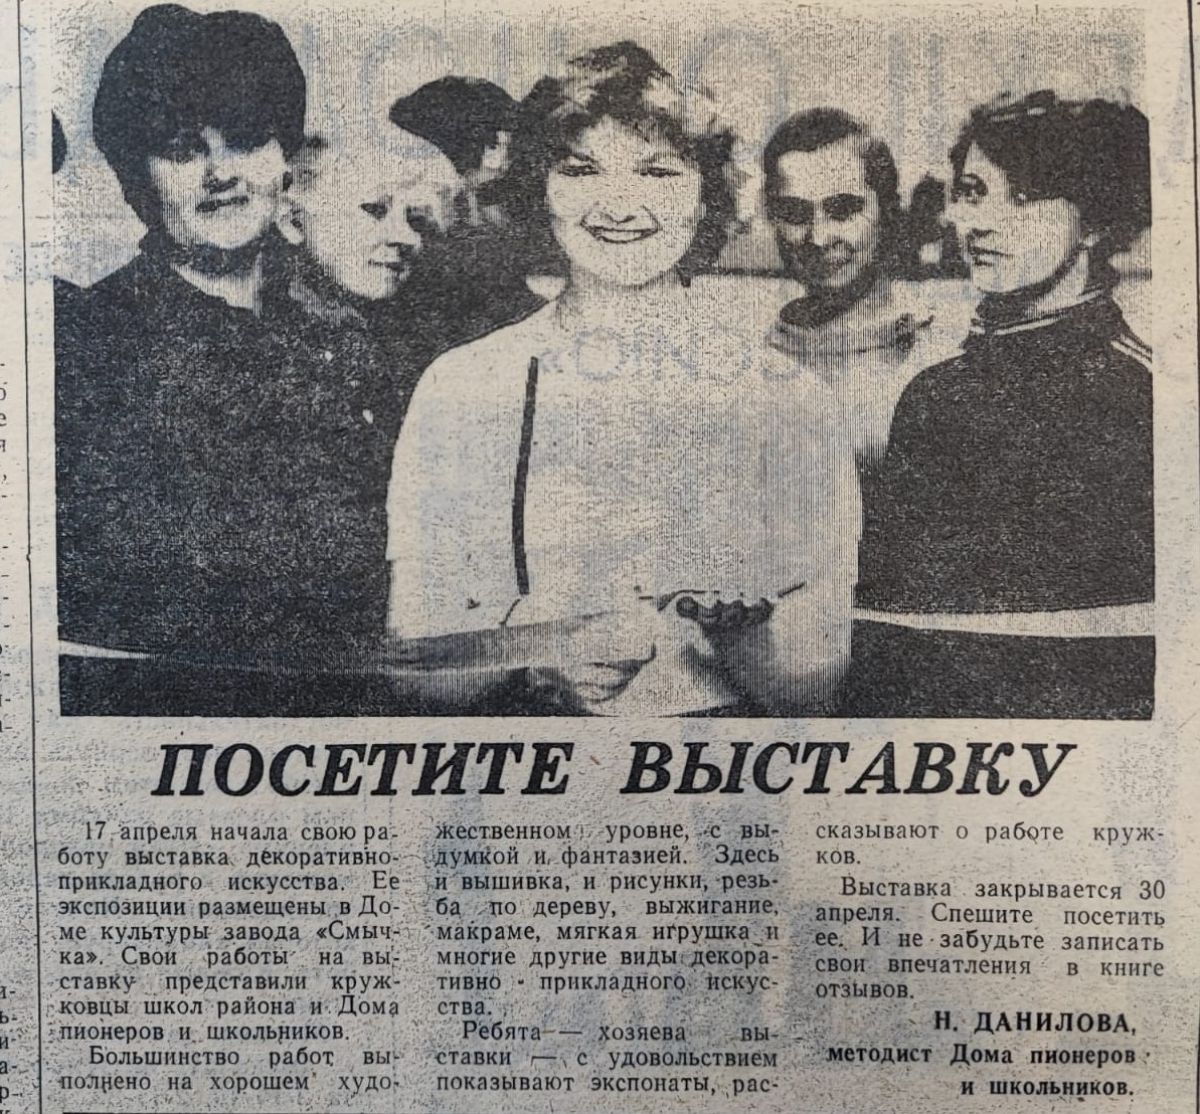 ПОСЕТИТЕ ВЫСТАВКУ
17 апреля начала свою ра-
боту выставка декоративно-
прикладного искусства. Ее
экспозиции размещены в До-
ме культуры завода «Смыч-
ка». Свои работы на вы-
ставку представили круж-
ковцы школ района и Дома
пионеров и школьников.
Большинство работ вы-
полнено на хорошем худо-
жественном уровне, с вы-
думкой и фантазией. Здесь
и вышивка, и рисунки, резь-
ба по дереву, выжигание,
макраме, мягкая игрушка и
многие другие виды декора-
тивно - прикладного искус-
ства.
Ребята — хозяева вы-
ставки — с удовольствием
показывают экспонаты, рас-
сказывают о работе круж-
ков.
Выставка закрывается 30
апреля. Спешите посетить
ее. И не забудьте записать
свои впечатления в книге
отзывов.
Н. ДАНИЛОВА,
методист Дома пионеров
и школьников.